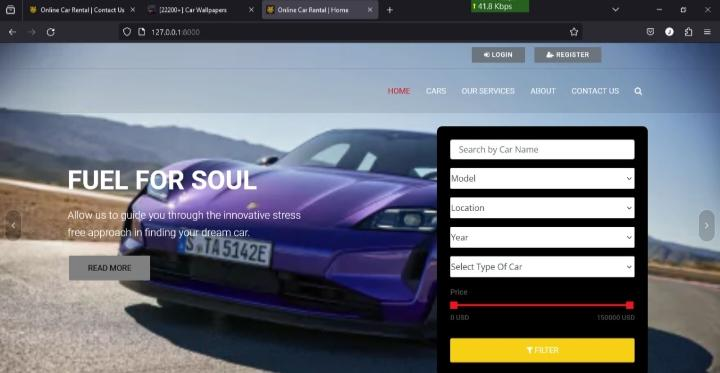 Online Car Rental | Contact Us
(22200+) Car Wallpapers
Online Car Rental | Home
↑ 41.8 Kbps
127.0.0.1:8000
LOGIN
REGISTER
HOME
CARS
OUR SERVICES
ABOUT
CONTACT US
FUEL FOR SOUL
Allow us to guide you through the innovative stress
free approach in finding your dream car.
READ MORE
S TA 5142E
Search by Car Name
Model
Location
Year
Select Type Of Car
Price
0 USD
150000 USD
FILTER